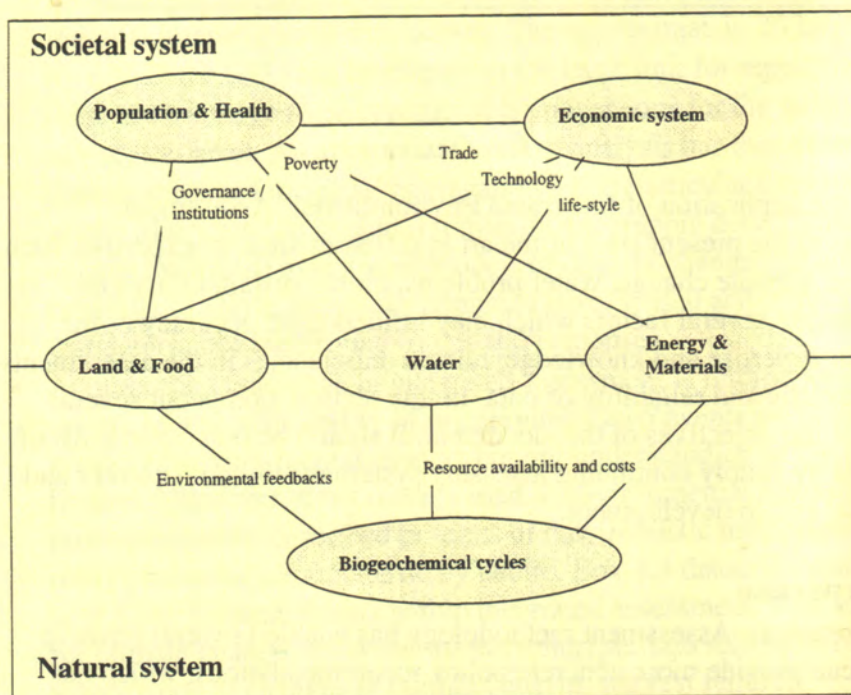 Societal system
Population & Health
Economic system
Poverty
Trade
Governance /
institutions
Technology
life-style
Land & Food
Water
Energy &
Materials
Environmental feedbacks
Resource availability and costs
Biogeochemical cycles
Natural system